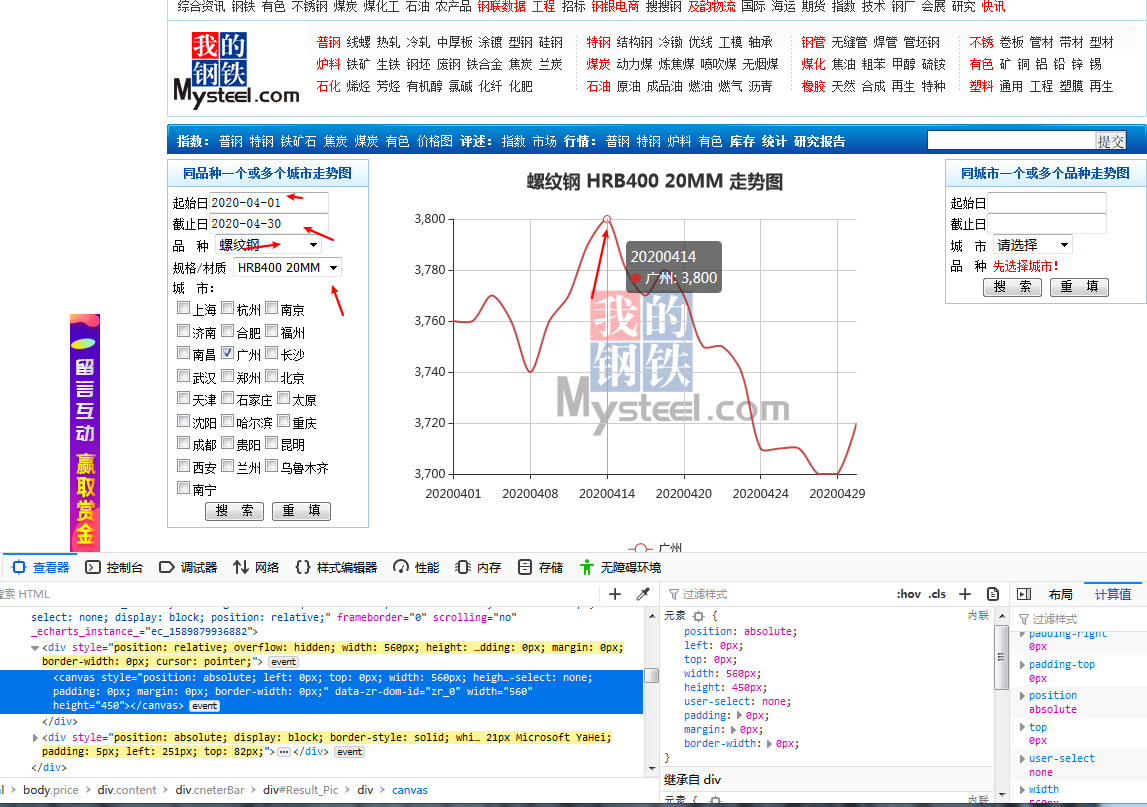 综合资讯 钢铁 有色 不锈钢 煤炭 煤化工 石油 农产品 钢联数据 工程 招标 钢银电商 搜搜钢 及韵物流 国际 海运 期货 指数 技术 钢厂 会展 研究 快讯
我的
钢铁
Mysteel.com
普钢 线螺 热轧 冷轧 中厚板 涂镀 型钢 硅钢
炉料 铁矿 生铁 钢坯 废钢 铁合金 焦炭 兰炭
石化 烯烃 芳烃 有机醇 氯碱 化纤 化肥
特钢 结构钢 冷镦 优线 工模 轴承
煤炭 动力煤 炼焦煤 喷吹煤 无烟煤
石油 原油 成品油 燃油 燃气 沥青
钢管 无缝管 焊管 管坯钢
煤化 焦油 粗苯 甲醇 硫铵
橡胶 天然 合成 再生 特种
不锈 卷板 管材 带材 型材
有色 矿 铜 铝 铅 锌 锡
塑料 通用 工程 塑膜 再生
指数： 普钢 特钢 铁矿石 焦炭 煤炭 有色 价格图 评述： 指数 市场 行情： 普钢 特钢 炉料 有色 库存 统计 研究报告
提交
同品种一个或多个城市走势图
起始日 2020-04-01
截止日 2020-04-30
品 种 螺纹钢
规格/材质 HRB400 20MM
城 市：
上海 杭州 南京
济南 合肥 福州
南昌 广州 长沙
武汉 郑州 北京
天津 石家庄 太原
沈阳 哈尔滨 重庆
成都 贵阳 昆明
西安 兰州 乌鲁木齐
南宁
搜 索 重 填
螺纹钢 HRB400 20MM 走势图
3,800
3,780
3,760
3,740
3,720
3,700
20200401 20200408 20200414 20200420 20200424 20200429
20200414
广州: 3,800
我的
钢铁
Mysteel.com
广州
同城市一个或多个品种走势图
起始日
截止日
城 市 请选择
品 种 先选择城市！
搜 索 重 填
留言互动 赢取赏金
查看器 控制台 调试器 网络 样式编辑器 性能 内存 存储 无障碍环境
索 HTML
select: none; display: block; position: relative;" frameborder="0" scrolling="no"
_echarts_instance_="ec_1589879936882">
<div style="position: relative; overflow: hidden; width: 560px; height: …dding: 0px; margin: 0px;
border-width: 0px; cursor: pointer;"> event
<canvas style="position: absolute; left: 0px; top: 0px; width: 560px; heigh…-select: none;
padding: 0px; margin: 0px; border-width: 0px;" data-zr-dom-id="zr_0" width="560"
height="450"></canvas> event
</div>
<div style="position: absolute; display: block; border-style: solid; whi… 21px Microsoft YaHei;
padding: 5px; left: 251px; top: 82px;"> … </div> event
</div>
body.price > div.content > div.cneterBar > div#Result_Pic > div > canvas
过滤样式 :hov .cls +
元素 { 内联
position: absolute;
left: 0px;
top: 0px;
width: 560px;
height: 450px;
user-select: none;
padding: 0px;
margin: 0px;
border-width: 0px;
}
继承自 div
元素 { 内联
布局 计算值
过滤样式
padding-right
0px
padding-top
0px
position
absolute
top
0px
user-select
none
width
560px